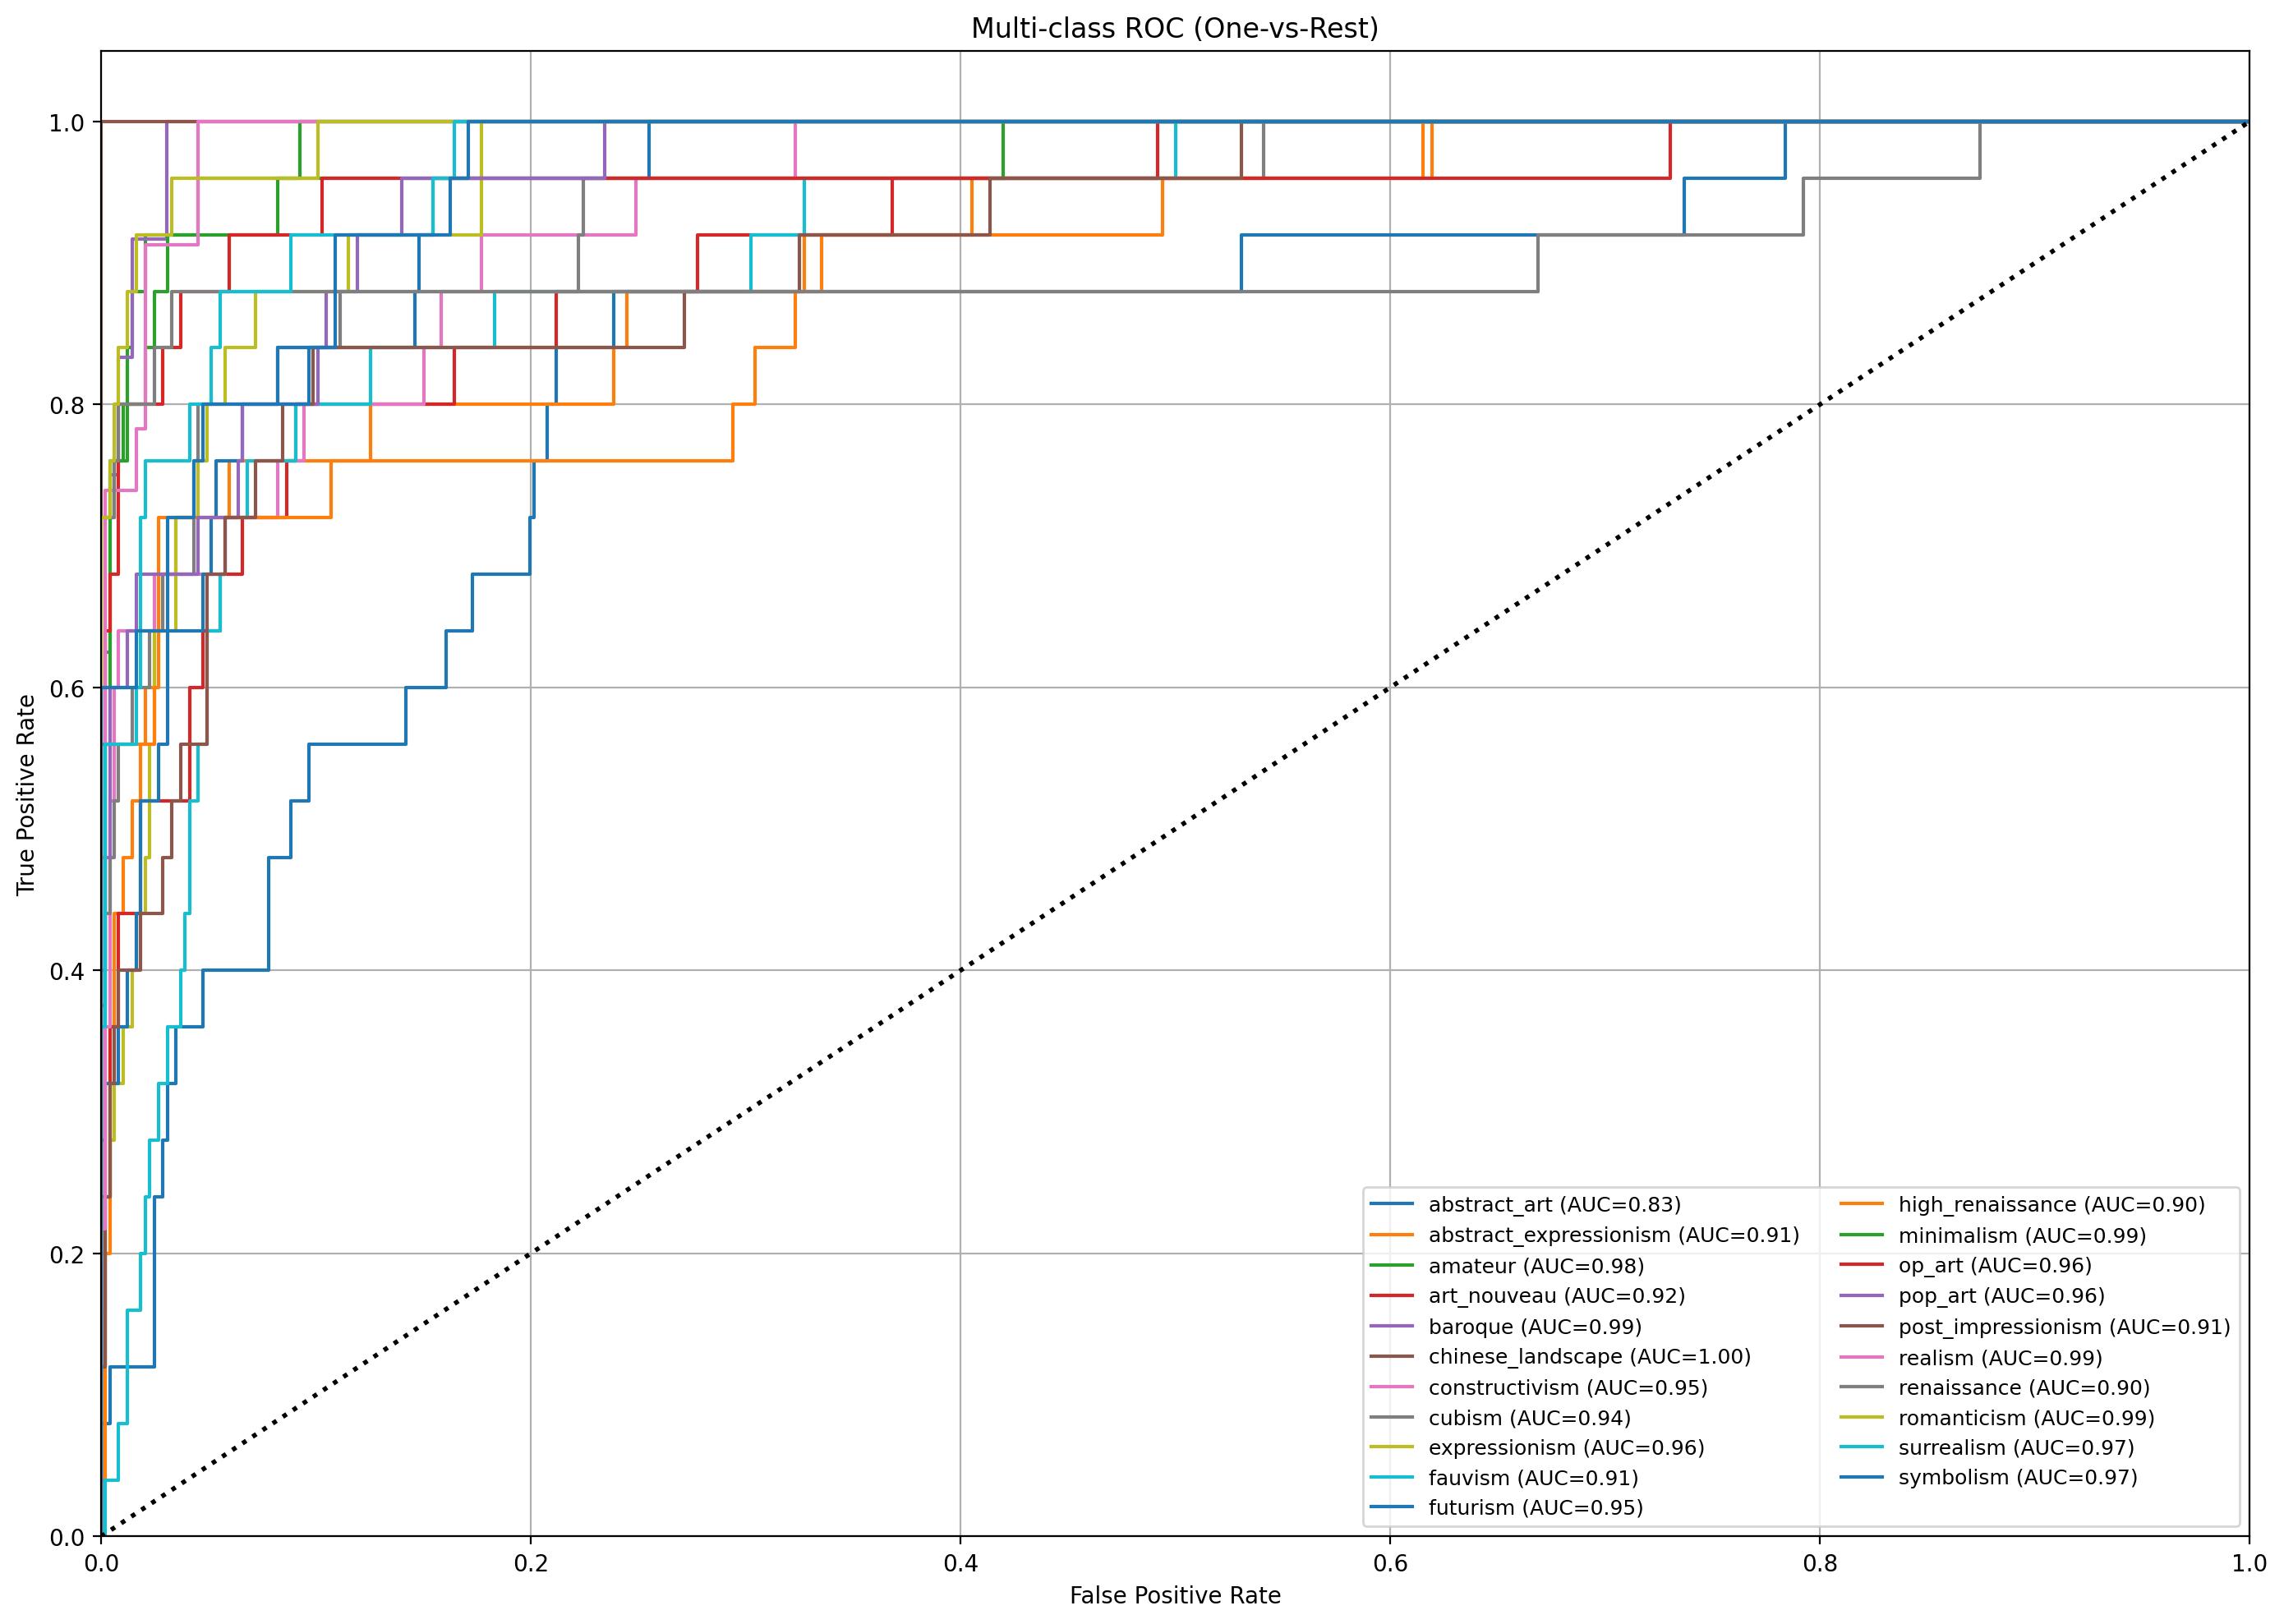 Multi-class ROC (One-vs-Rest)
True Positive Rate
1.0
0.8
0.6
0.4
0.2
0.0
0.0 0.2 0.4 0.6 0.8 1.0
False Positive Rate
abstract_art (AUC=0.83)
abstract_expressionism (AUC=0.91)
amateur (AUC=0.98)
art_nouveau (AUC=0.92)
baroque (AUC=0.99)
chinese_landscape (AUC=1.00)
constructivism (AUC=0.95)
cubism (AUC=0.94)
expressionism (AUC=0.96)
fauvism (AUC=0.91)
futurism (AUC=0.95)
high_renaissance (AUC=0.90)
minimalism (AUC=0.99)
op_art (AUC=0.96)
pop_art (AUC=0.96)
post_impressionism (AUC=0.91)
realism (AUC=0.99)
renaissance (AUC=0.90)
romanticism (AUC=0.99)
surrealism (AUC=0.97)
symbolism (AUC=0.97)